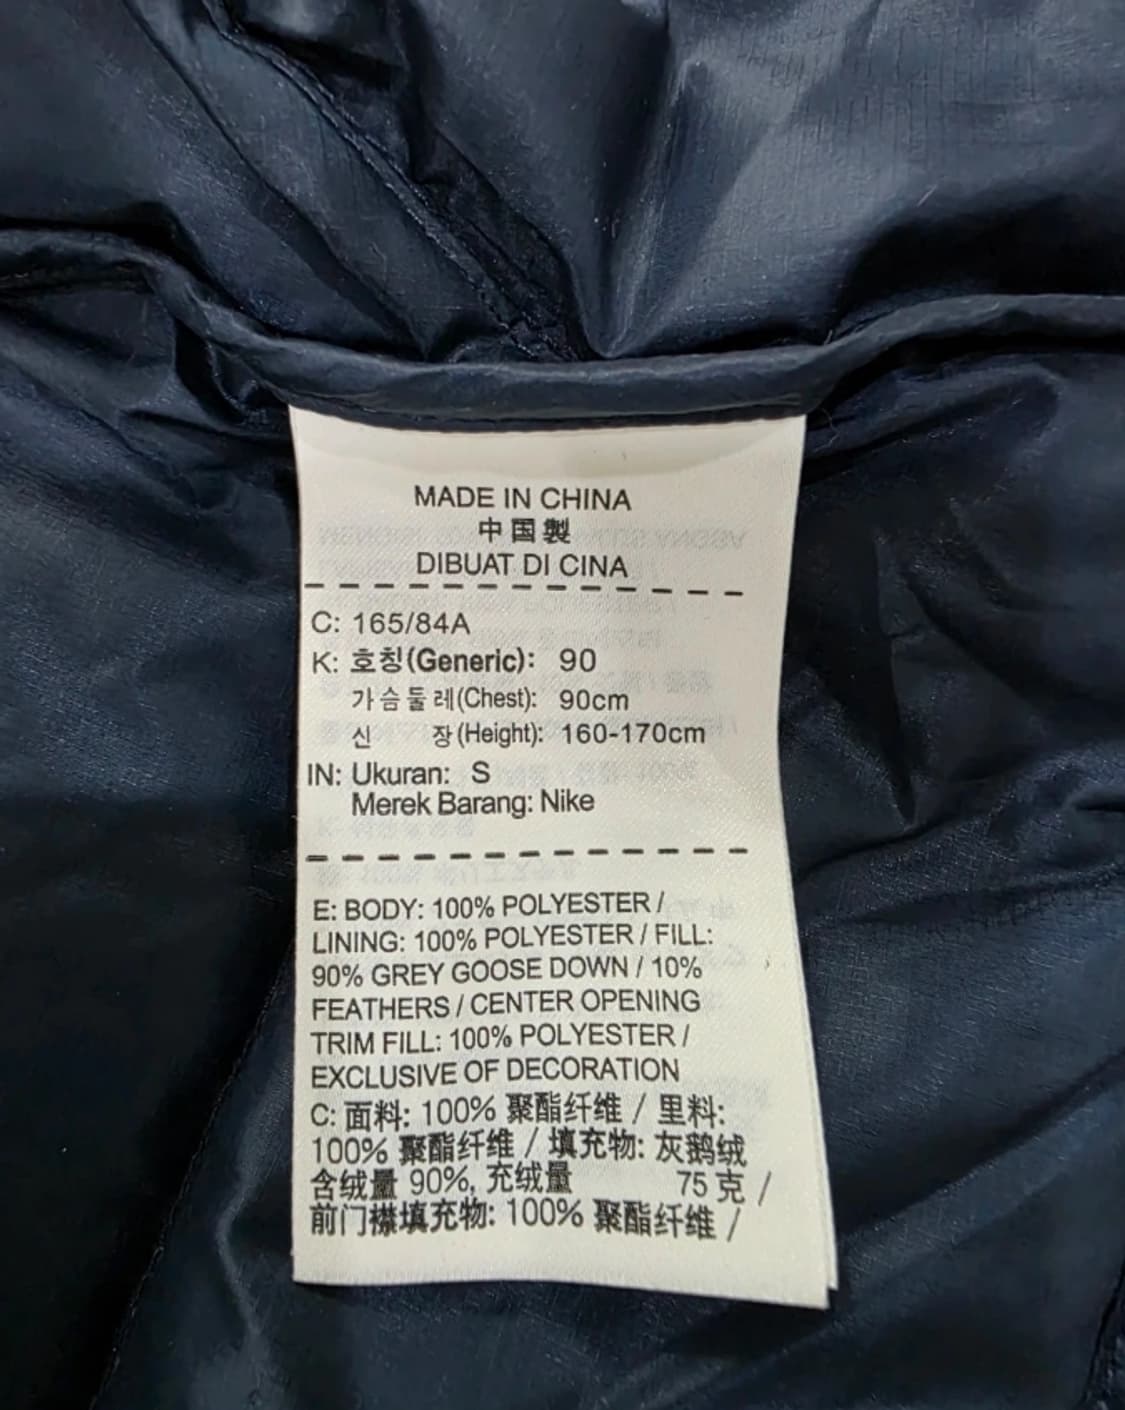 MADE IN CHINA
中国製
DIBUAT DI CINA
C: 165/84A
K: 호칭(Generic): 90
가슴둘레(Chest): 90cm
신 장(Height): 160-170cm
IN: Ukuran: S
Merek Barang: Nike
E: BODY: 100% POLYESTER /
LINING: 100% POLYESTER / FILL:
90% GREY GOOSE DOWN / 10%
FEATHERS / CENTER OPENING
TRIM FILL: 100% POLYESTER /
EXCLUSIVE OF DECORATION
C: 面料: 100% 聚酯纤维 / 里料:
100% 聚酯纤维 / 填充物: 灰鹅绒
含绒量 90%, 充绒量 75 克 /
前门襟填充物: 100% 聚酯纤维 /